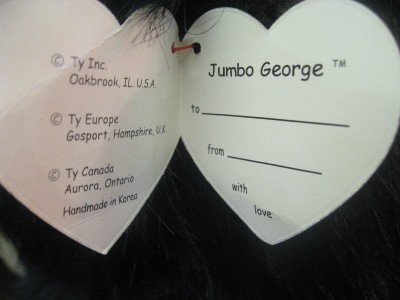 © Ty Inc.
Oakbrook, IL. U.S.A.
© Ty Europe
Gosport, Hampshire, U.K.
© Ty Canada
Aurora, Ontario
Handmade in Korea
Jumbo George ™
to
from
with
love